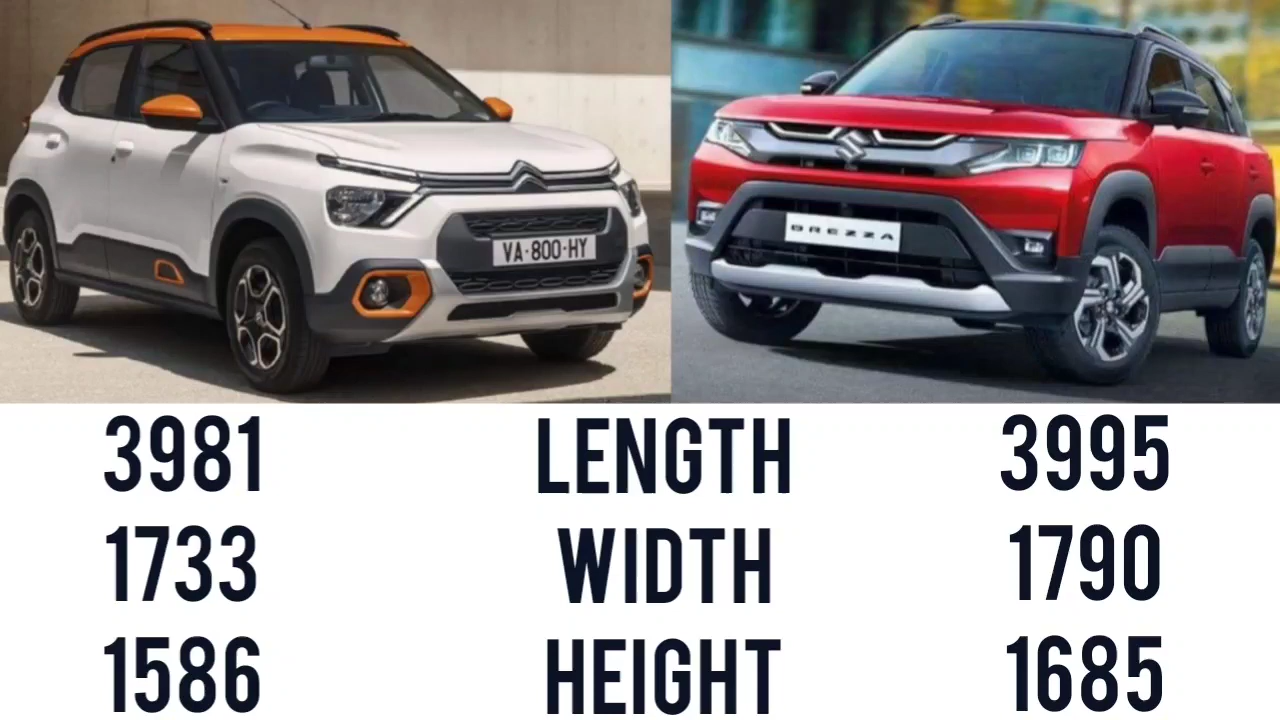 VA-800-HY
BREZZA
3981 LENGTH 3995
1733 WIDTH 1790
1586 HEIGHT 1685